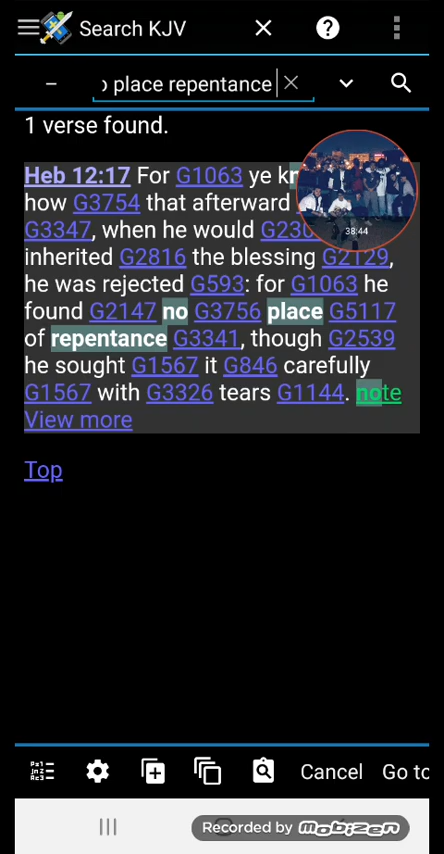 Search KJV
place repentance
1 verse found.
Heb 12:17 For G1063 ye
how G3754 that afterward
G3347, when he would
inherited G2816 the blessing G2129,
he was rejected G593: for G1063 he
found G2147 no G3756 place G5117
of repentance G3341, though G2539
he sought G1567 it G846 carefully
G1567 with G3326 tears G1144. note
View more
38:44
Top
Cancel Go to
Recorded by Mobizen